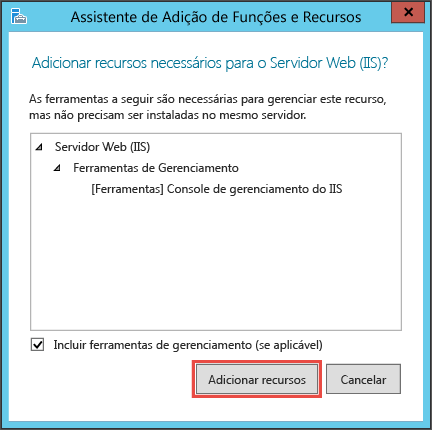 Assistente de Adição de Funções e Recursos
Adicionar recursos necessários para o Servidor Web (IIS)?
As ferramentas a seguir são necessárias para gerenciar este recurso,
mas não precisam ser instaladas no mesmo servidor.
Servidor Web (IIS)
Ferramentas de Gerenciamento
[Ferramentas] Console de gerenciamento do IIS
Incluir ferramentas de gerenciamento (se aplicável)
Adicionar recursos
Cancelar